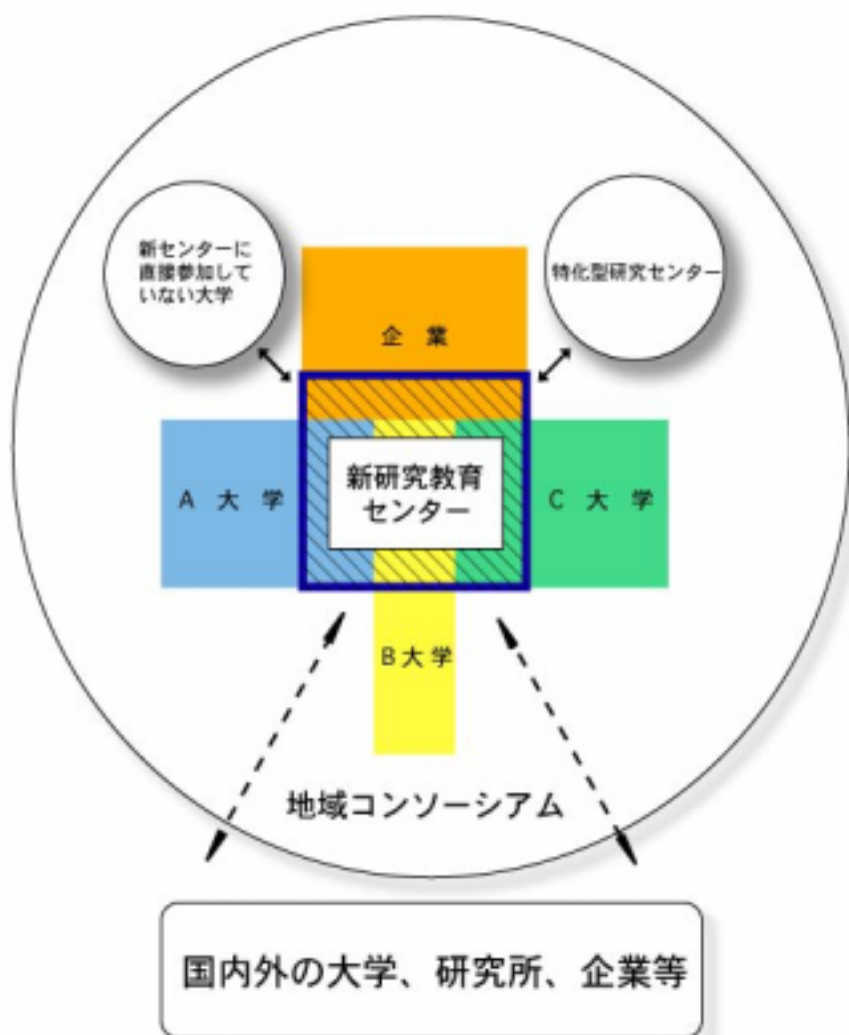 新センターに
直接参加して
いない大学
特化型研究センター
企 業
A 大 学
新研究教育
センター
C 大 学
B 大 学
地域コンソーシアム
国内外の大学、研究所、企業等